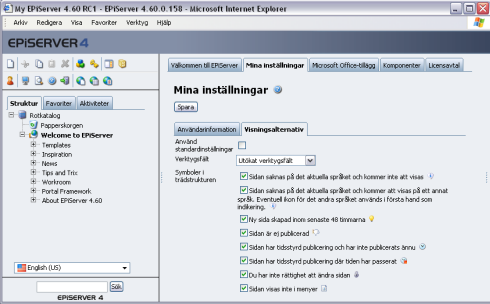 My EPiServer 4.60 RC1 - EPiServer 4.60.0.158 - Microsoft Internet Explorer
Arkiv Redigera Visa Favoriter Verktyg Hjälp
EPiSERVER 4
Välkommen till EPiServer Mina inställningar Microsoft Office-tillägg Komponenter Licensavtal
Mina inställningar
Spara
Struktur Favoriter Aktiviteter
Rotkatalog
Papperskorgen
Welcome to EPiServer
Templates
Inspiration
News
Tips and Trix
Workroom
Portal Framework
About EPiServer 4.60
English (US)
Sök
EPiSERVER 4
Användarinformation Visningsalternativ
Använd
standardinställningar
Verktygsfält Utökat verktygsfält
Symboler i
trädstrukturen
Sidan saknas på det aktuella språket och kommer inte att visas
Sidan saknas på det aktuella språket och kommer att visas på ett annat
språk. Eventuell ikon för det andra språket används i första hand som
indikering.
Ny sida skapad inom senaste 48 timmarna
Sidan är ej publicerad
Sidan har tidsstyrd publicering och har inte publicerats ännu
Sidan har tidsstyrd publicering där tiden har passerat
Du har inte rättighet att ändra sidan
Sidan visas inte i menyer